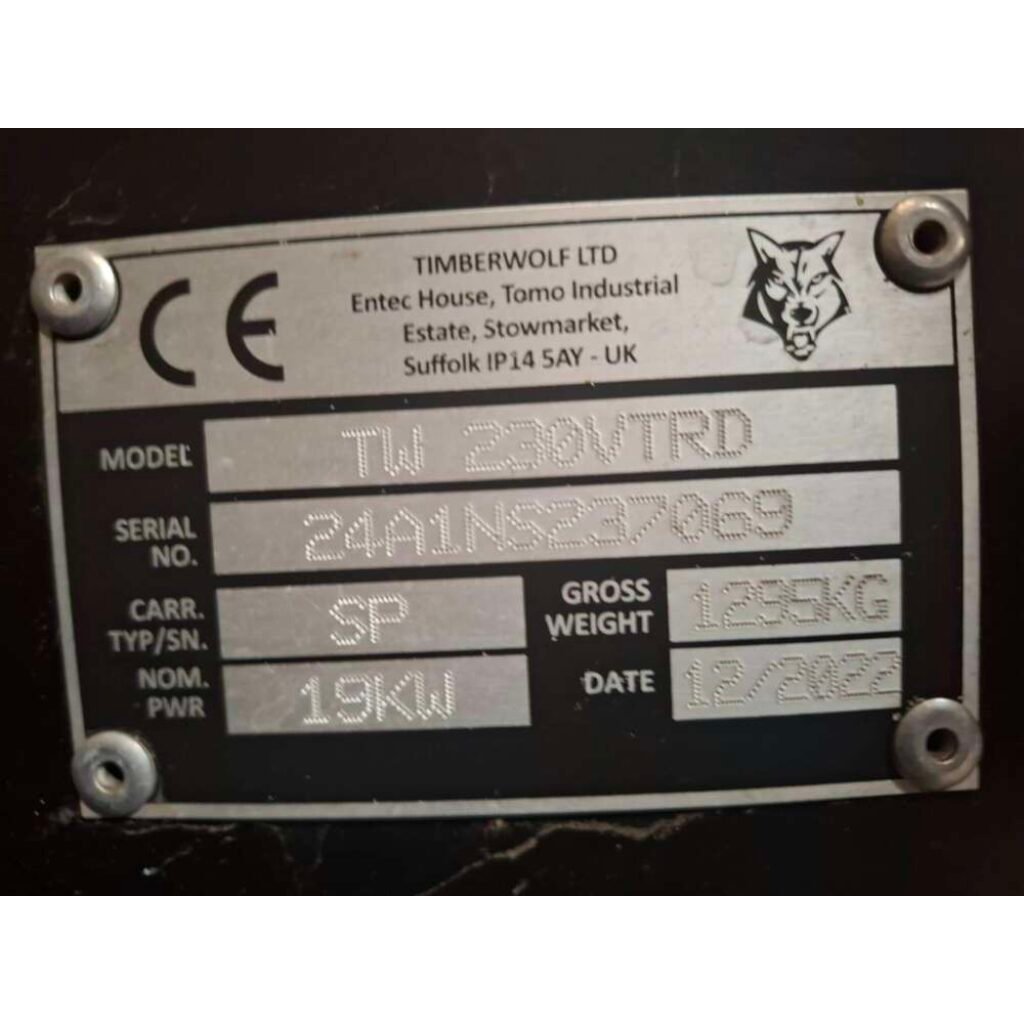 CE
TIMBERWOLF LTD
Entec House, Tomo Industrial
Estate, Stowmarket,
Suffolk IP14 5AY - UK
MODEL TW 230VTRD
SERIAL NO. 24A1NS237069
CARR. TYP/SN. SP
GROSS WEIGHT 1295KG
NOM. PWR 19KW
DATE 12/2022